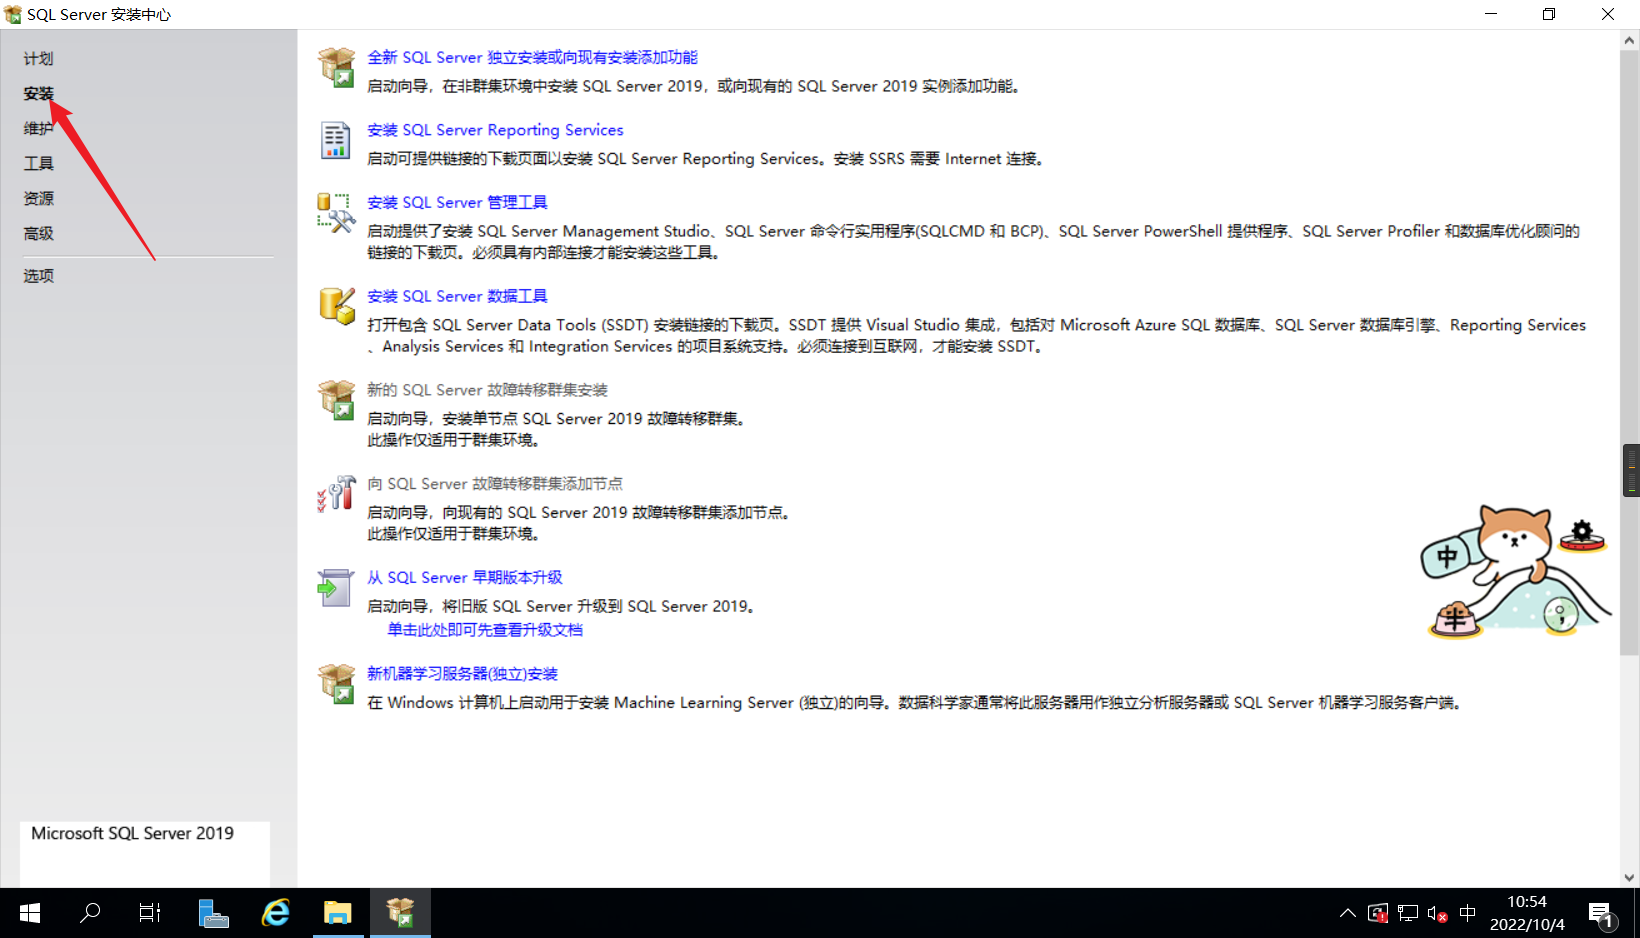 SQL Server 安装中心
计划
安装
维护
工具
资源
高级
选项
全新 SQL Server 独立安装或向现有安装添加功能
启动向导，在非群集环境中安装 SQL Server 2019，或向现有的 SQL Server 2019 实例添加功能。
安装 SQL Server Reporting Services
启动可提供链接的下载页面以安装 SQL Server Reporting Services。安装 SSRS 需要 Internet 连接。
安装 SQL Server 管理工具
启动提供了安装 SQL Server Management Studio、SQL Server 命令行实用程序(SQLCMD 和 BCP)、SQL Server PowerShell 提供程序、SQL Server Profiler 和数据库优化顾问的
链接的下载页。必须具有内部连接才能安装这些工具。
安装 SQL Server 数据工具
打开包含 SQL Server Data Tools (SSDT) 安装链接的下载页。SSDT 提供 Visual Studio 集成，包括对 Microsoft Azure SQL 数据库、SQL Server 数据库引擎、Reporting Services
、Analysis Services 和 Integration Services 的项目系统支持。必须连接到互联网，才能安装 SSDT。
新的 SQL Server 故障转移群集安装
启动向导，安装单节点 SQL Server 2019 故障转移群集。
此操作仅适用于群集环境。
向 SQL Server 故障转移群集添加节点
启动向导，向现有的 SQL Server 2019 故障转移群集添加节点。
此操作仅适用于群集环境。
从 SQL Server 早期版本升级
启动向导，将旧版 SQL Server 升级到 SQL Server 2019。
单击此处即可先查看升级文档
新机器学习服务器(独立)安装
在 Windows 计算机上启动用于安装 Machine Learning Server (独立)的向导。数据科学家通常将此服务器用作独立分析服务器或 SQL Server 机器学习服务客户端。
中
半
Microsoft SQL Server 2019
中
10:54
2022/10/4
1